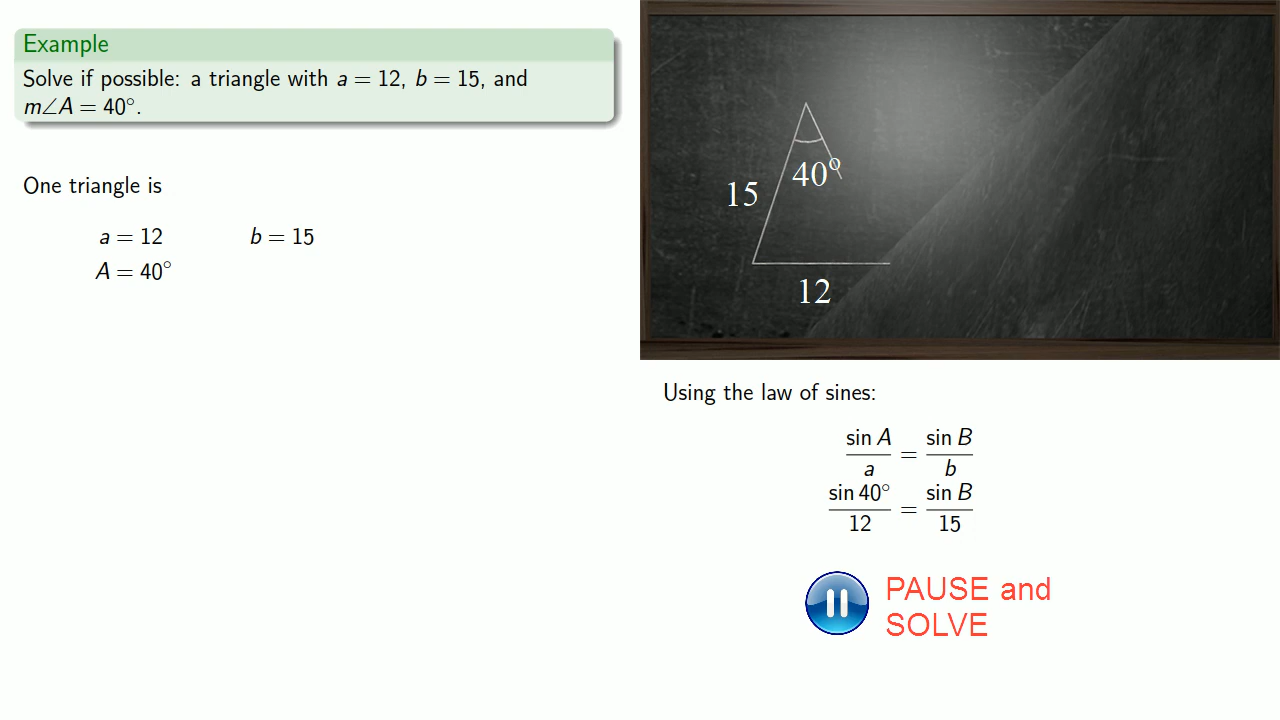 Example
Solve if possible: a triangle with a = 12, b = 15, and
m∠A = 40°.
One triangle is
a = 12 b = 15
A = 40°
15
40°
12
Using the law of sines:
sin A / a = sin B / b
sin 40° / 12 = sin B / 15
PAUSE and
SOLVE